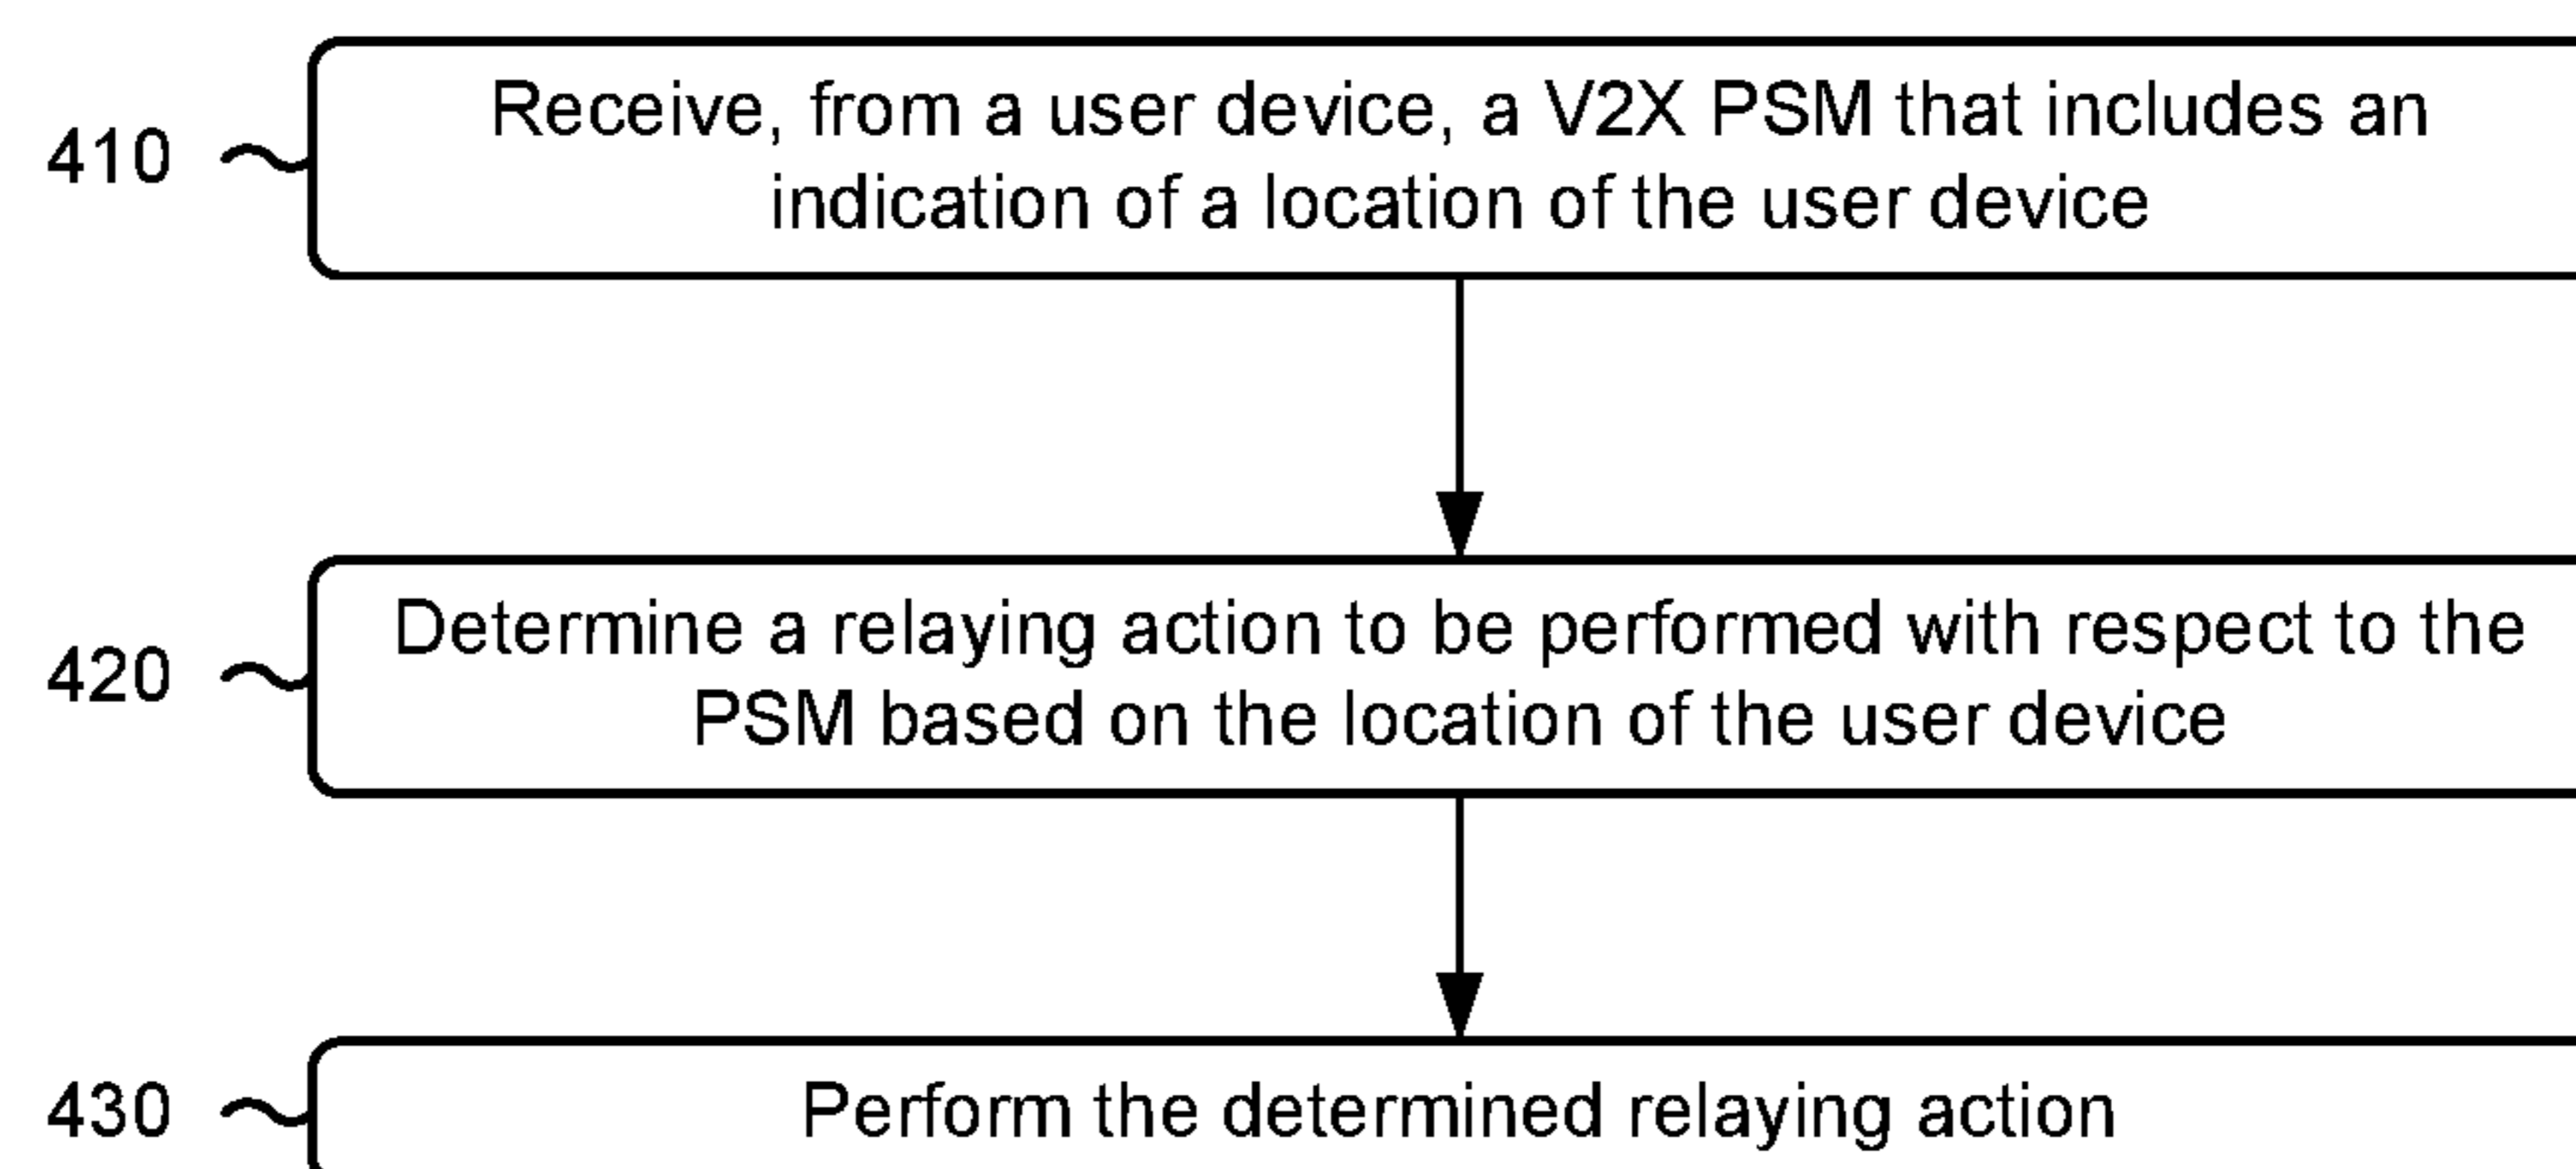 410
Receive, from a user device, a V2X PSM that includes an
indication of a location of the user device
420
Determine a relaying action to be performed with respect to the
PSM based on the location of the user device
430
Perform the determined relaying action